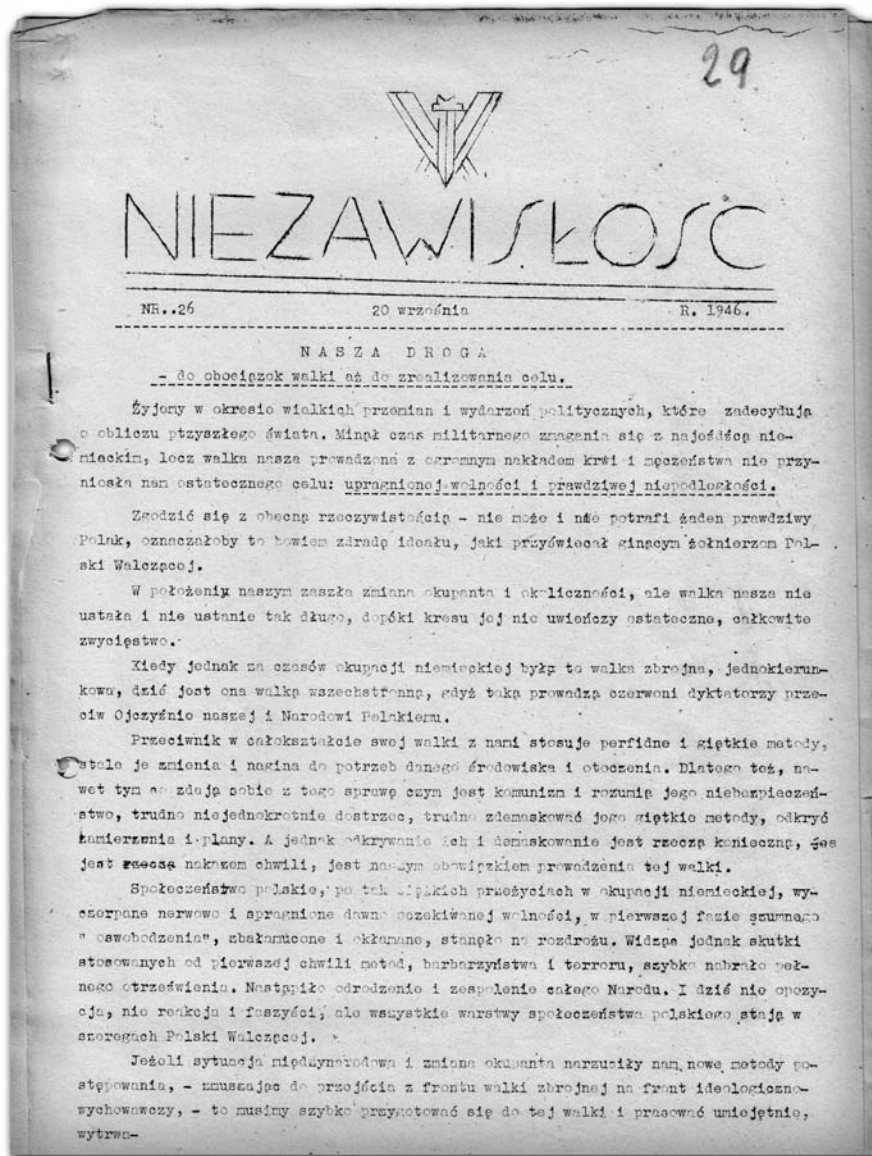 29
NIEZAWISŁOŚC
NR..26 20 września R. 1946.
NASZA DROGA
- do obowiązek walki aż do zrealizowania celu.
Żyjemy w okresie wielkich przemian i wydarzeń politycznych, które zadecydują
o obliczu ptzyszłego świata. Minął czas militarnego zmagania się z najeźdźcą nie-
mieckim, lecz walka nasza prowadzona z ogromnym nakładem krwi i męczeństwa nie przy-
niosła nam ostatecznego celu: upragnionej wolności i prawdziwej niepodległości.
Zgodzić się z obecną rzeczywistością - nie może i nie potrafi żaden prawdziwy
Polak, oznaczałoby to bowiem zdradę ideału, jaki przyświecał ginącym żołnierzom Pol-
ski Walczącej.
W położeniu naszym zaszła zmiana okupanta i okoliczności, ale walka nasza nie
ustała i nie ustanie tak długo, dopóki kresu jej nie uwieńczy ostateczne, całkowite
zwycięstwo.
Kiedy jednak za czasów okupacji niemieckiej była to walka zbrojna, jednokierun-
kowa, dziś jest ona walką wszechstronną, gdyż taką prowadzą czerwoni dyktatorzy prze-
ciw Ojczyźnie naszej i Narodowi Polskiemu.
Przeciwnik w całokształcie swej walki z nami stosuje perfidne i giętkie metody,
stale je zmienia i nagina do potrzeb danego środowiska i otoczenia. Dlatego też, na-
wet tym co zdają sobie z tego sprawę czym jest komunizm i rozumią jego niebezpieczeń-
stwo, trudno niejednokrotnie dostrzec, trudno zdemaskować jego giętkie metody, odkryć
zamierzenia i plany. A jednak odkrywanie ich i demaskowanie jest rzeczą konieczną, jes
jest rzeczą nakazem chwili, jest naszym obowiązkiem prowadzenia tej walki.
Społeczeństwo polskie, po tak ciężkich przeżyciach w okupacji niemieckiej, wy-
czerpane nerwowo i spragnione dawno oczekiwanej wolności, w pierwszej fazie szumnego
" oswobodzenia", zbałamucone i okłamane, stanęło na rozdrożu. Widząc jednak skutki
stosowanych od pierwszej chwili metod, barbarzyństwa i terroru, szybko nabrało peł-
nego otrześwienia. Nastąpiło odrodzenie i zespolenie całego Narodu. I dziś nie opozy-
cja, nie reakcja i faszyści, ale wszystkie warstwy społeczeństwa polskiego stają w
szeregach Polski Walczącej.
Jeżeli sytuacja międzynarodowa i zmiana okupanta narzuciły nam nowe metody po-
stępowania, - zmuszając do przejścia z frontu walki zbrojnej na front ideologiczno-
wychowawczy, - to musimy szybko przygotować się do tej walki i prasować umiejętnie,
wytrwa-